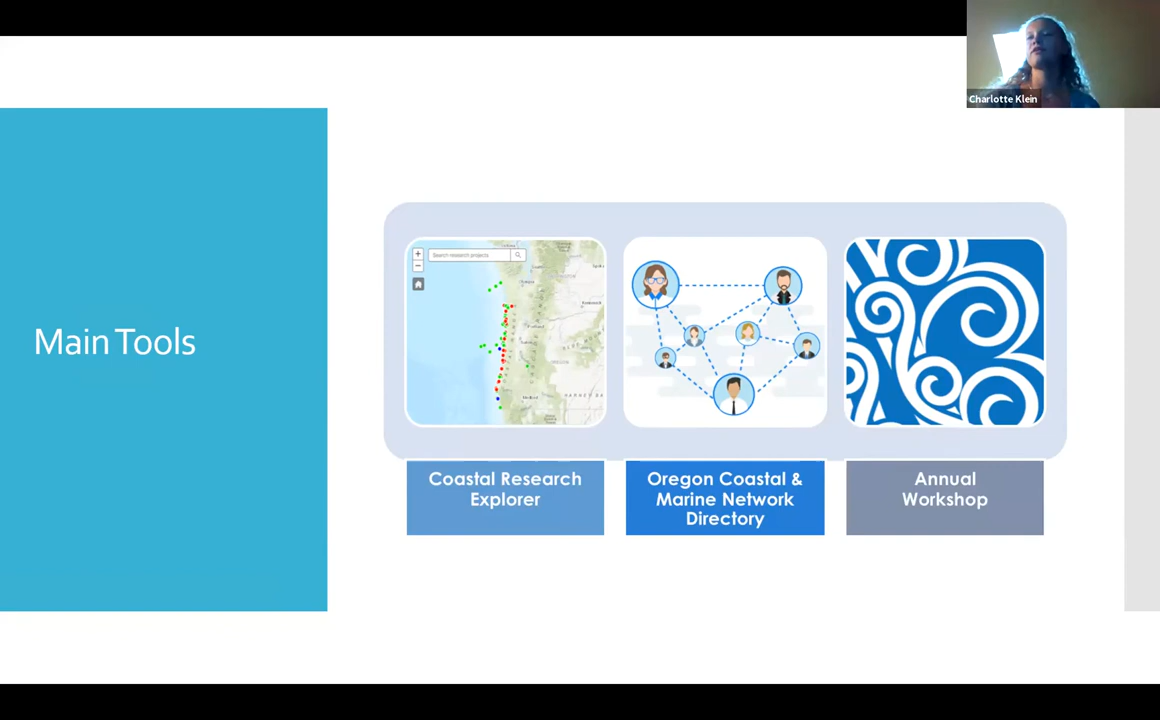 Charlotte Klein
Main Tools
Search research projects
Coastal Research
Explorer
Oregon Coastal &
Marine Network
Directory
Annual
Workshop